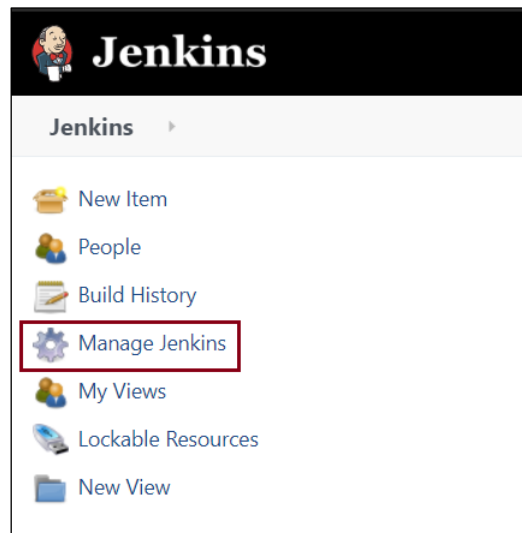 Jenkins
Jenkins
New Item
People
Build History
Manage Jenkins
My Views
Lockable Resources
New View